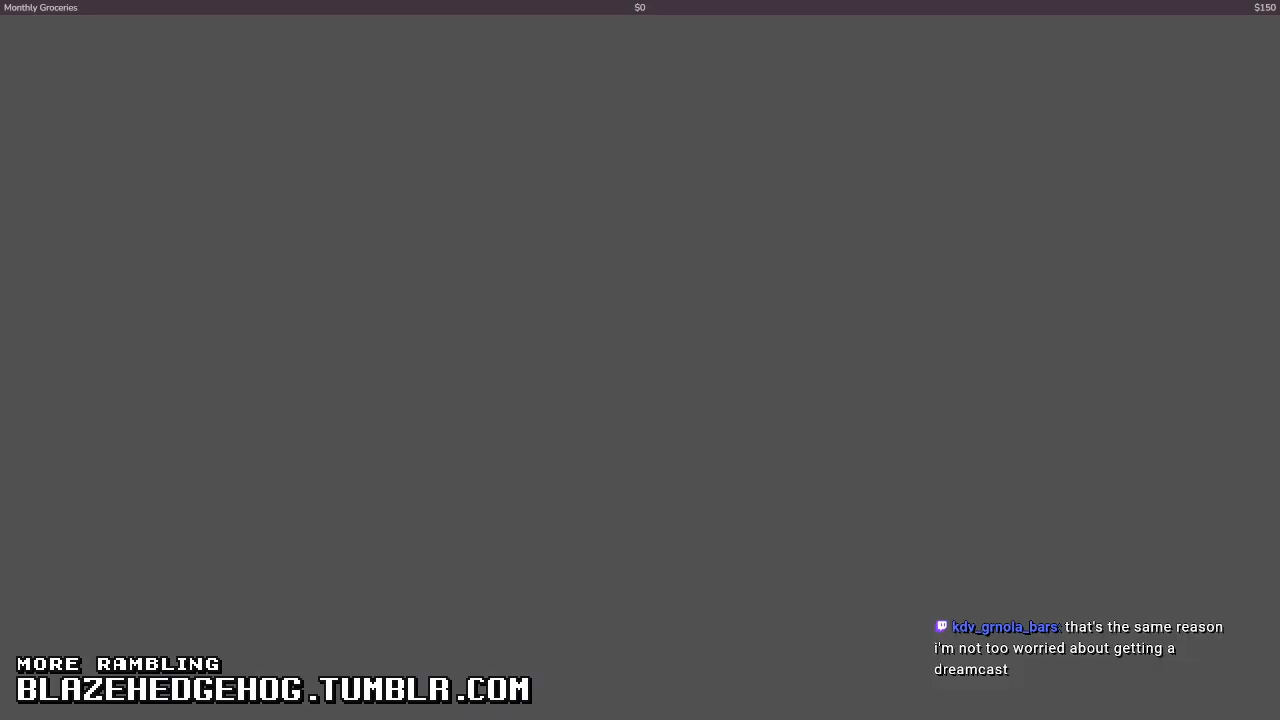 Monthly Groceries $0 $150
kdv_grnola_bars: that's the same reason
i'm not too worried about getting a
dreamcast
MORE RAMBLING
BLAZEHEDGEHOG.TUMBLR.COM